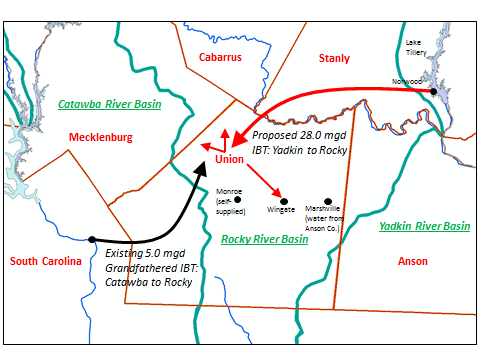 Lake
Tillery
Cabarrus
Stanly
Norwood
Catawba River Basin
Mecklenburg
Proposed 28.0 mgd
IBT: Yadkin to Rocky
Union
Monroe
(self-
supplied)
Wingate
Marshville
(water from
Anson Co.)
Yadkin River Basin
Rocky River Basin
South Carolina
Existing 5.0 mgd
Grandfathered IBT:
Catawba to Rocky
Anson